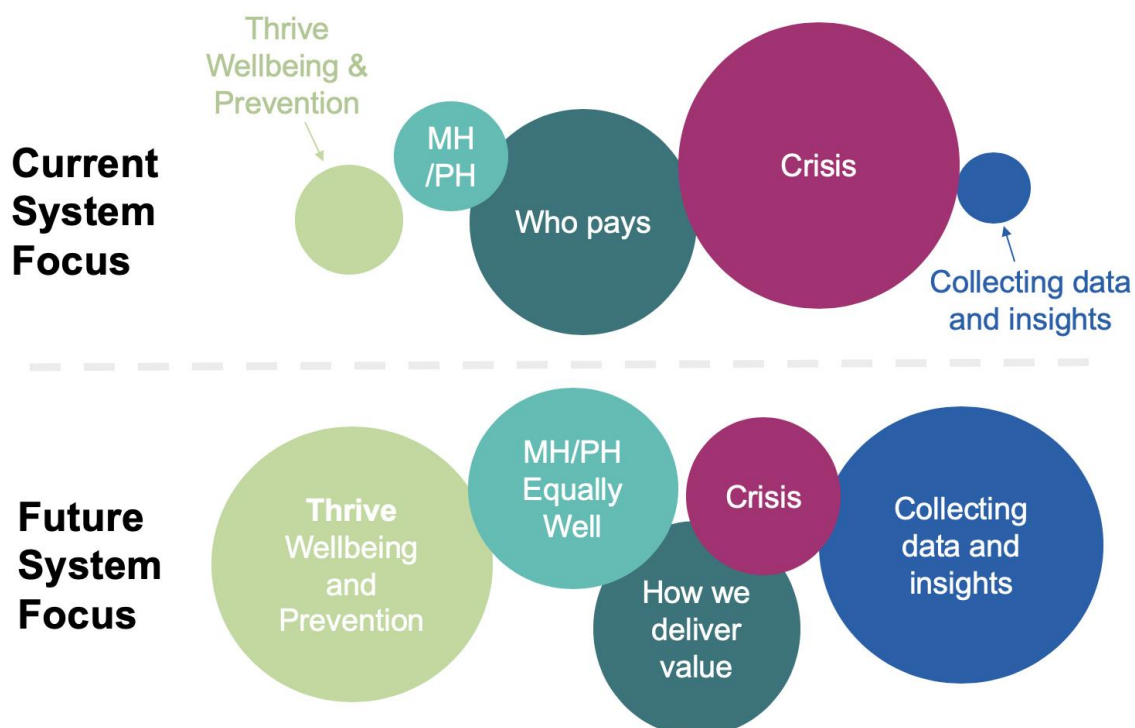 Thrive
Wellbeing &
Prevention
Current
System
Focus
MH
/PH
Who pays
Crisis
Collecting data
and insights
Future
System
Focus
Thrive
Wellbeing
and
Prevention
MH/PH
Equally
Well
How we
deliver
value
Crisis
Collecting
data and
insights